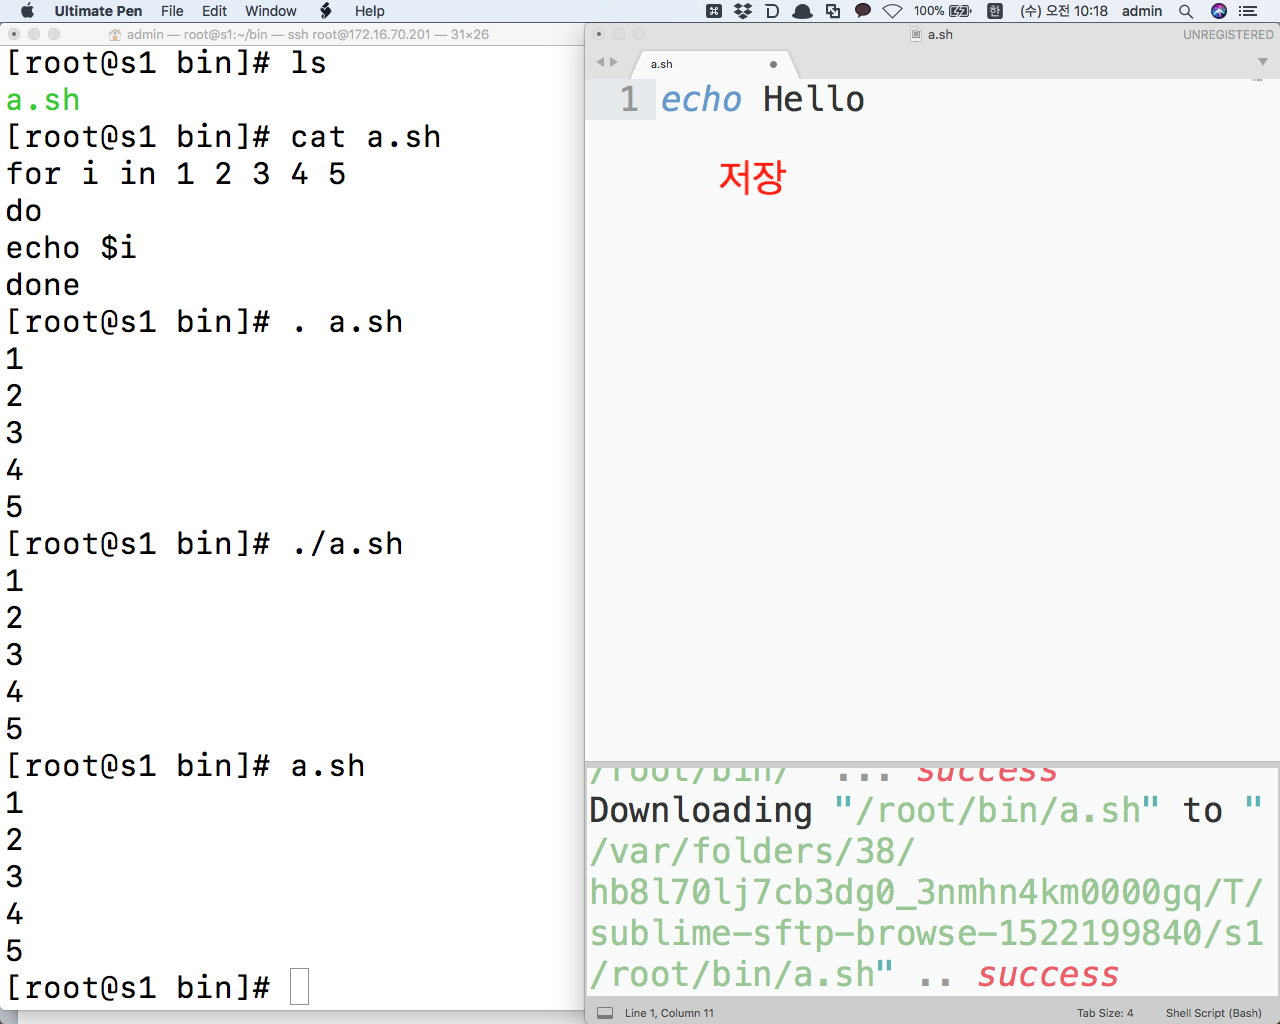 Ultimate Pen File Edit Window Help 100% 한 (수) 오전 10:18 admin
admin — root@s1:~/bin — ssh root@172.16.70.201 — 31×26
[root@s1 bin]# ls
a.sh
[root@s1 bin]# cat a.sh
for i in 1 2 3 4 5
do
echo $i
done
[root@s1 bin]# . a.sh
1
2
3
4
5
[root@s1 bin]# ./a.sh
1
2
3
4
5
[root@s1 bin]# a.sh
1
2
3
4
5
[root@s1 bin]#
a.sh UNREGISTERED
a.sh
1 echo Hello
저장
/root/bin/" ... success
Downloading "/root/bin/a.sh" to "
/var/folders/38/
hb8l70lj7cb3dg0_3nmhn4km0000gq/T/
sublime-sftp-browse-1522199840/s1
/root/bin/a.sh" .. success
Line 1, Column 11 Tab Size: 4 Shell Script (Bash)